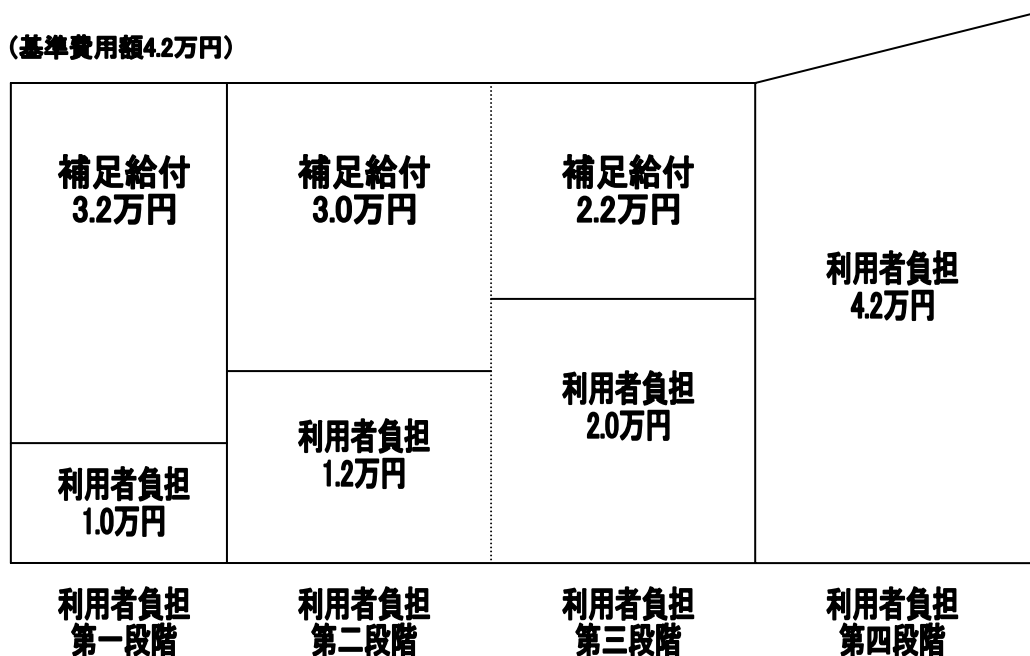 （基準費用額4.2万円）
補足給付
3.2万円
補足給付
3.0万円
補足給付
2.2万円
利用者負担
4.2万円
利用者負担
2.0万円
利用者負担
1.2万円
利用者負担
1.0万円
利用者負担
第一段階
利用者負担
第二段階
利用者負担
第三段階
利用者負担
第四段階